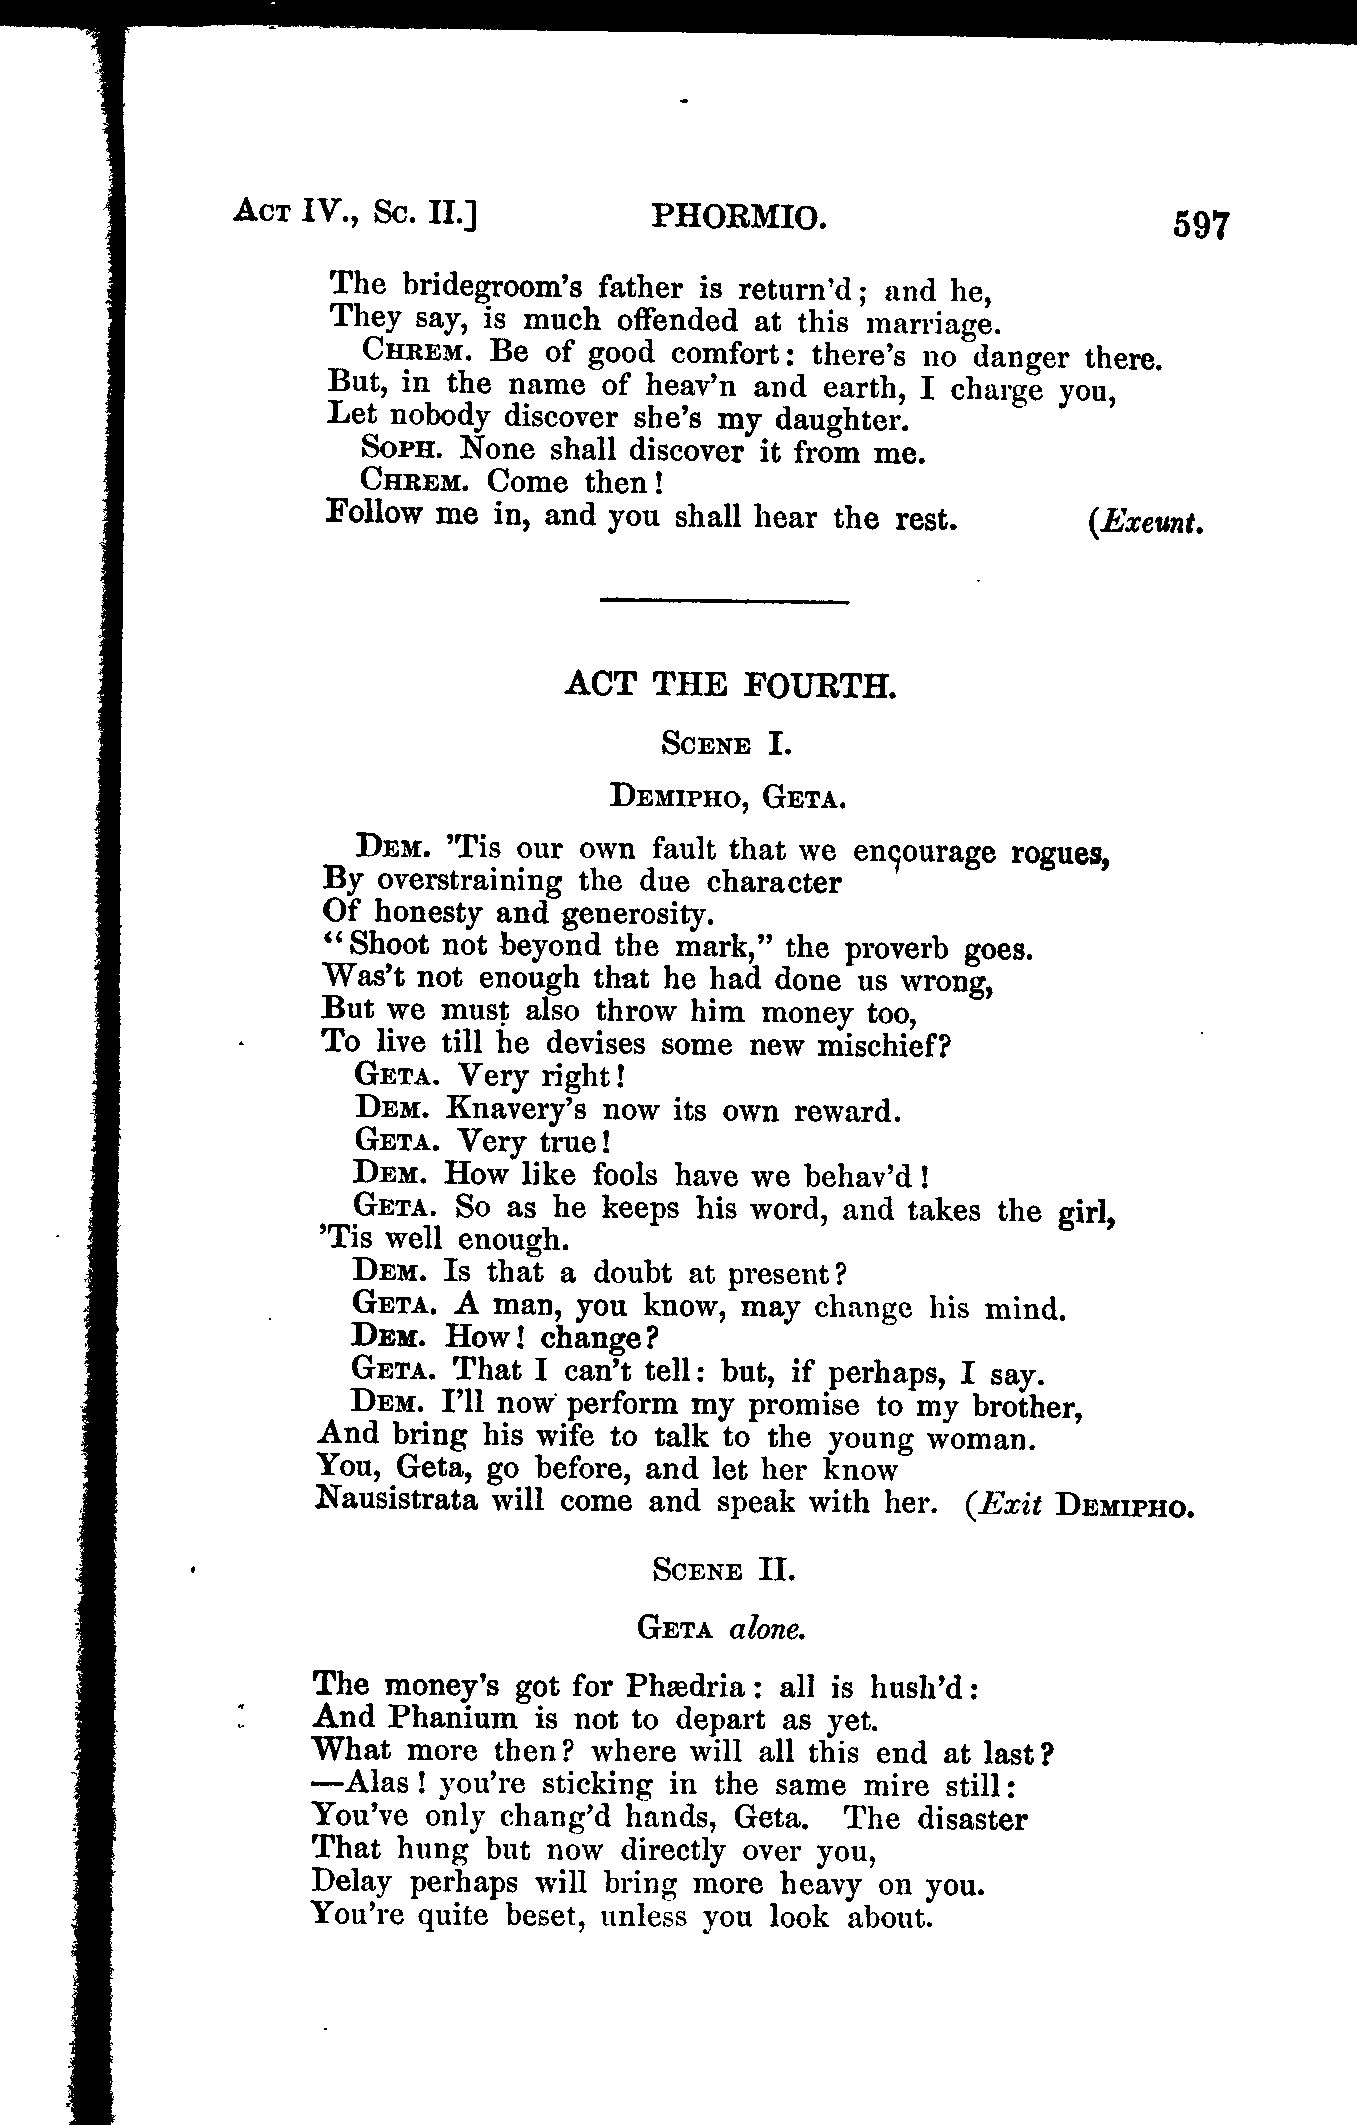 ACT IV., Sc. II.] PHORMIO. 597
The bridegroom's father is return'd; and he,
They say, is much offended at this marriage.
CHREM. Be of good comfort: there's no danger there.
But, in the name of heav'n and earth, I charge you,
Let nobody discover she's my daughter.
SOPH. None shall discover it from me.
CHREM. Come then!
Follow me in, and you shall hear the rest. (Exeunt.
ACT THE FOURTH.
SCENE I.
DEMIPHO, GETA.
DEM. 'Tis our own fault that we encourage rogues,
By overstraining the due character
Of honesty and generosity.
"Shoot not beyond the mark," the proverb goes.
Was't not enough that he had done us wrong,
But we must also throw him money too,
To live till he devises some new mischief?
GETA. Very right!
DEM. Knavery's now its own reward.
GETA. Very true!
DEM. How like fools have we behav'd!
GETA. So as he keeps his word, and takes the girl,
'Tis well enough.
DEM. Is that a doubt at present?
GETA. A man, you know, may change his mind.
DEM. How! change?
GETA. That I can't tell: but, if perhaps, I say.
DEM. I'll now perform my promise to my brother,
And bring his wife to talk to the young woman.
You, Geta, go before, and let her know
Nausistrata will come and speak with her. (Exit DEMIPHO.
SCENE II.
GETA alone.
The money's got for Phædria: all is hush'd:
And Phanium is not to depart as yet.
What more then? where will all this end at last?
—Alas! you're sticking in the same mire still:
You've only chang'd hands, Geta. The disaster
That hung but now directly over you,
Delay perhaps will bring more heavy on you.
You're quite beset, unless you look about.